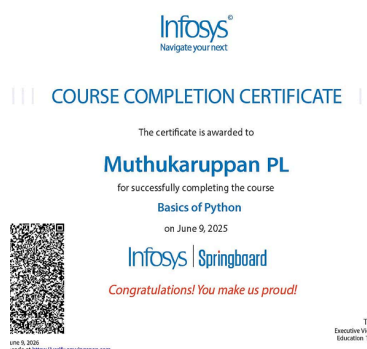 Infosys©
Navigate your next
COURSE COMPLETION CERTIFICATE
The certificate is awarded to
Muthukaruppan PL
for successfully completing the course
Basics of Python
on June 9, 2025
Infosys | Springboard
Congratulations! You make us proud!
Executive Vi
Education
une 9, 2026